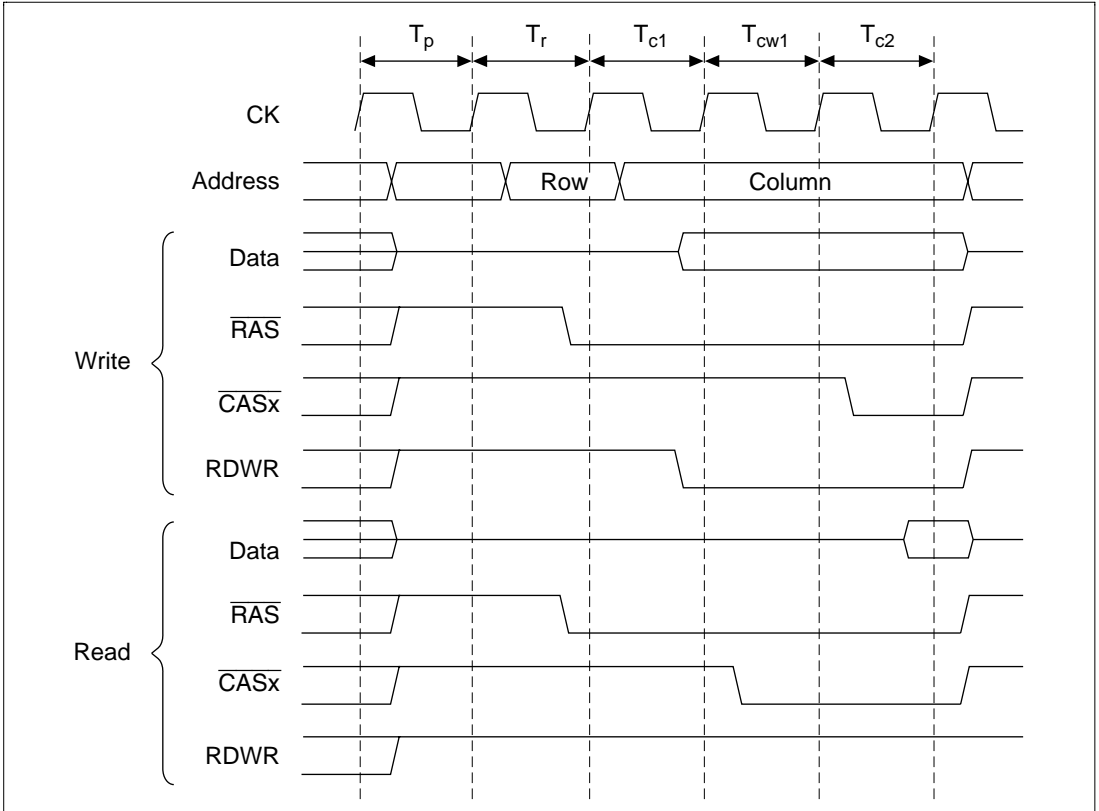 Tp Tr Tc1 Tcw1 Tc2
CK
Address Row Column
Data
RAS
Write
CASx
RDWR
Data
RAS
Read
CASx
RDWR